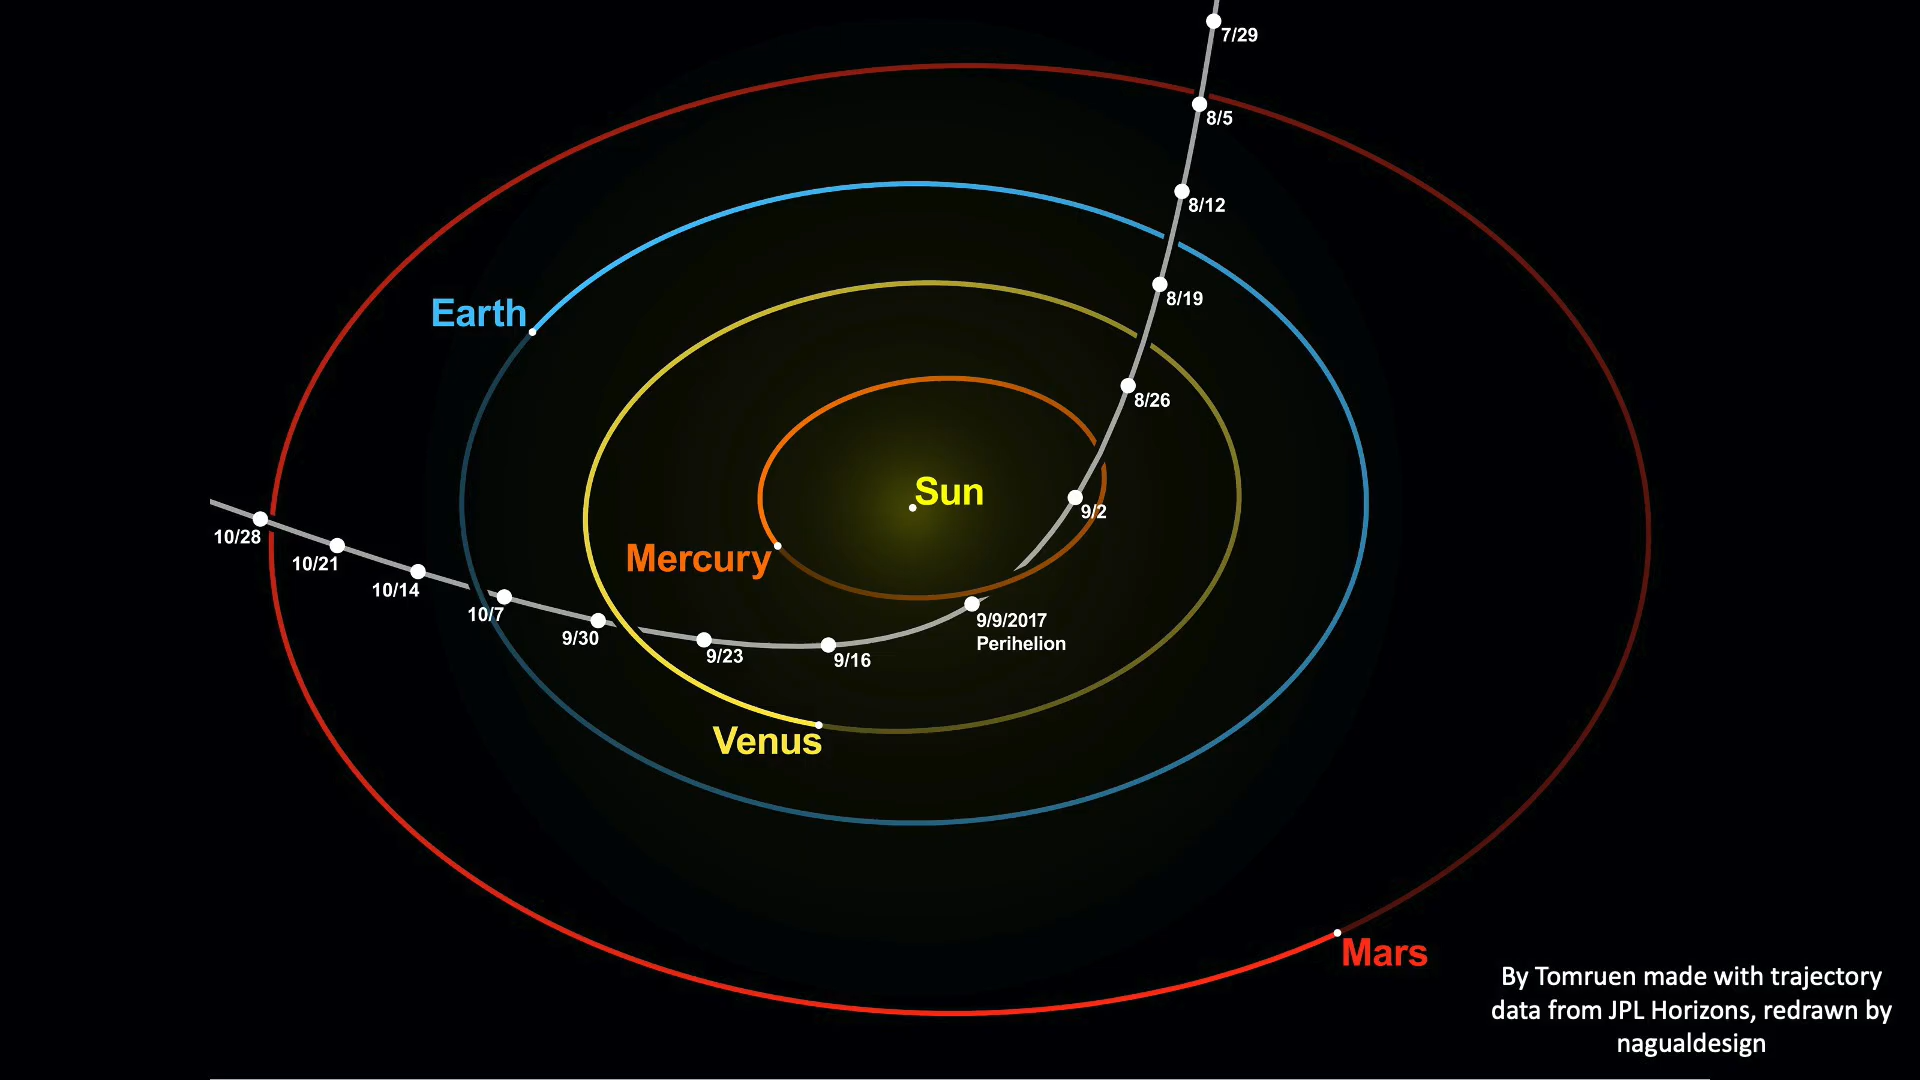 7/29
8/5
8/12
8/19
Earth
8/26
Sun
9/2
10/28
Mercury
10/21
10/14
10/7
9/30
9/9/2017
Perihelion
9/23
9/16
Venus
Mars
By Tomruen made with trajectory
data from JPL Horizons, redrawn by
nagualdesign